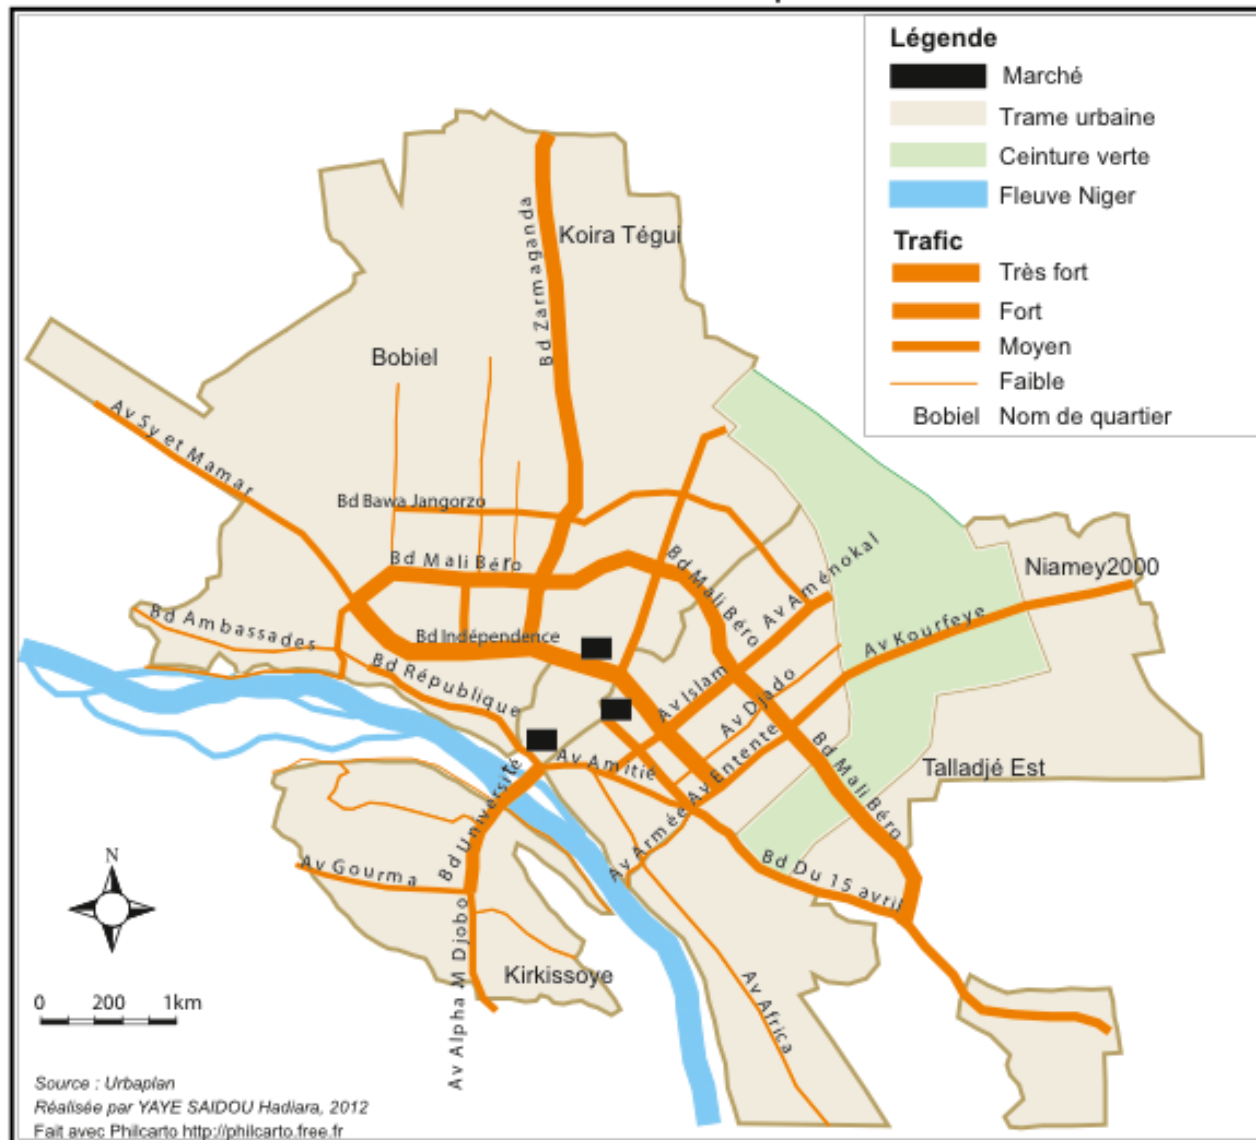 Légende
Marché
Trame urbaine
Ceinture verte
Fleuve Niger
Trafic
Très fort
Fort
Moyen
Faible
Bobiel Nom de quartier
Koira Tégui
Bd Zarmaganda
Bobiel
Av Sy et Mamar
Bd Bawa Jangorzo
Bd Mali Béro
Bd Mali Béro
Av Aménokal
Niamey2000
Bd Ambassades
Bd Indépendence
Av Kourfeye
Bd République
Av Islam
Av Djado
Av Amitié
Av Entente
Bd Mali Béro
Talladjé Est
Bd Université
Av Armée
Av Gourma
Bd Du 15 avril
N
Av Alpha M Djobo
Kirkissoye
Av Africa
0 200 1km
Source : Urbaplan
Réalisée par YAYE SAIDOU Hadiara, 2012
Fait avec Philcarto http://philcarto.free.fr